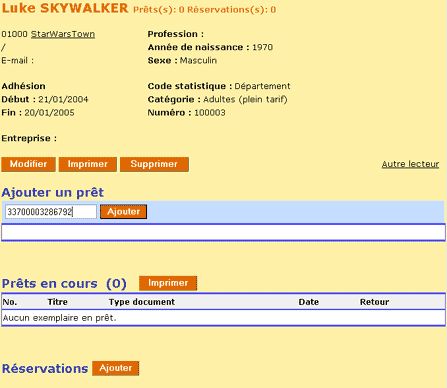 Luke SKYWALKER Prêts(s): 0 Réservations(s): 0
01000 StarWarsTown
/
E-mail :
Profession :
Année de naissance : 1970
Sexe : Masculin
Adhésion
Début : 21/01/2004
Fin : 20/01/2005
Code statistique : Département
Catégorie : Adultes (plein tarif)
Numéro : 100003
Entreprise :
Modifier Imprimer Supprimer Autre lecteur
Ajouter un prêt
33700003286792 Ajouter
Prêts en cours (0) Imprimer
No. Titre Type document Date Retour
Aucun exemplaire en prêt.
Réservations Ajouter